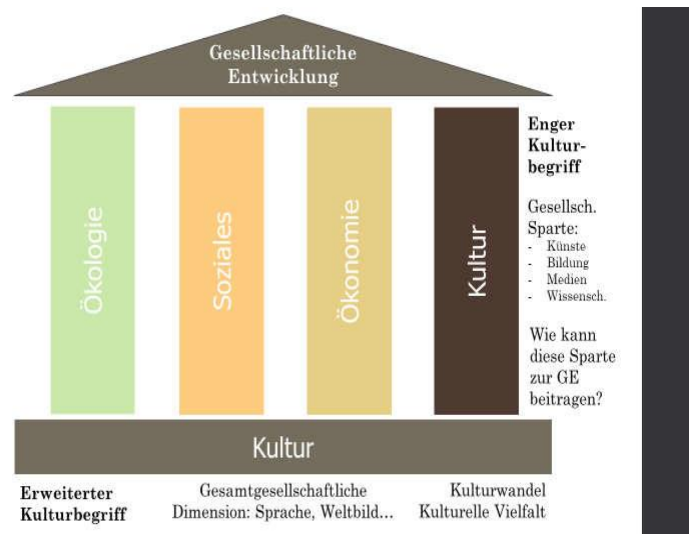 Gesellschaftliche
Entwicklung
Ökologie
Soziales
Ökonomie
Kultur
Enger
Kultur-
begriff
Gesellsch.
Sparte:
- Künste
- Bildung
- Medien
- Wissensch.
Wie kann
diese Sparte
zur GE
beitragen?
Kultur
Erweiterter
Kulturbegriff
Gesamtgesellschaftliche
Dimension: Sprache, Weltbild...
Kulturwandel
Kulturelle Vielfalt